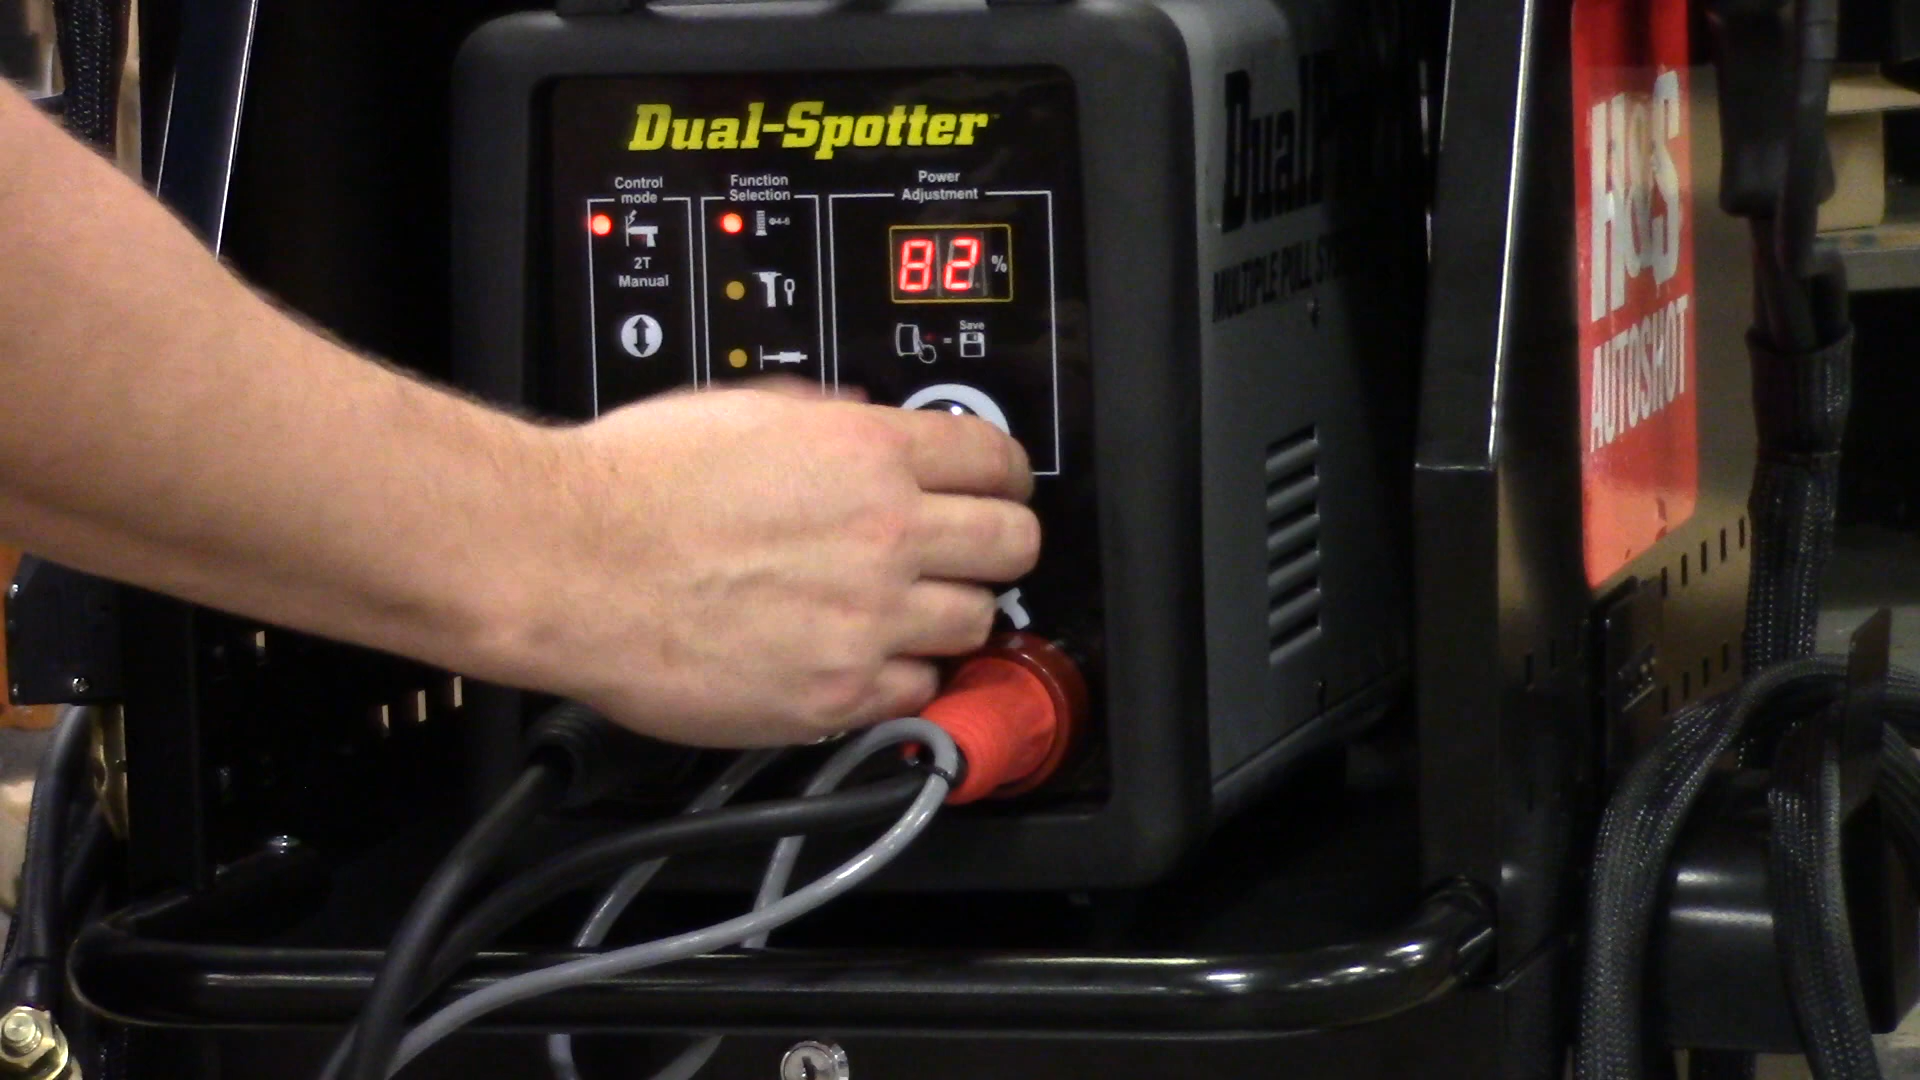 Dual-Spotter
Control
mode
2T
Manual
Function
Selection
Φ4-6
Power
Adjustment
82 %
= Save
MULTIPLE PULL
H&S
AUTOSHOT